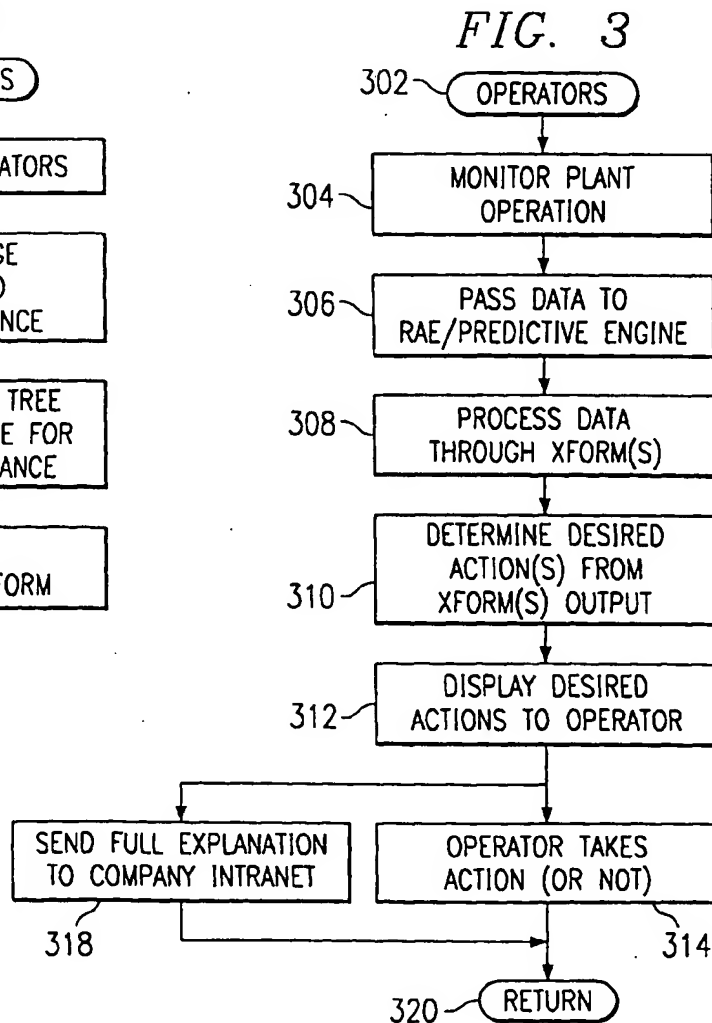 FIG. 3
S
ATORS
NCE
TREE
E FOR
ANCE
FORM
302
OPERATORS
304
MONITOR PLANT
OPERATION
306
PASS DATA TO
RAE/PREDICTIVE ENGINE
308
PROCESS DATA
THROUGH XFORM(S)
310
DETERMINE DESIRED
ACTION(S) FROM
XFORM(S) OUTPUT
312
DISPLAY DESIRED
ACTIONS TO OPERATOR
SEND FULL EXPLANATION
TO COMPANY INTRANET
318
OPERATOR TAKES
ACTION (OR NOT)
314
320
RETURN